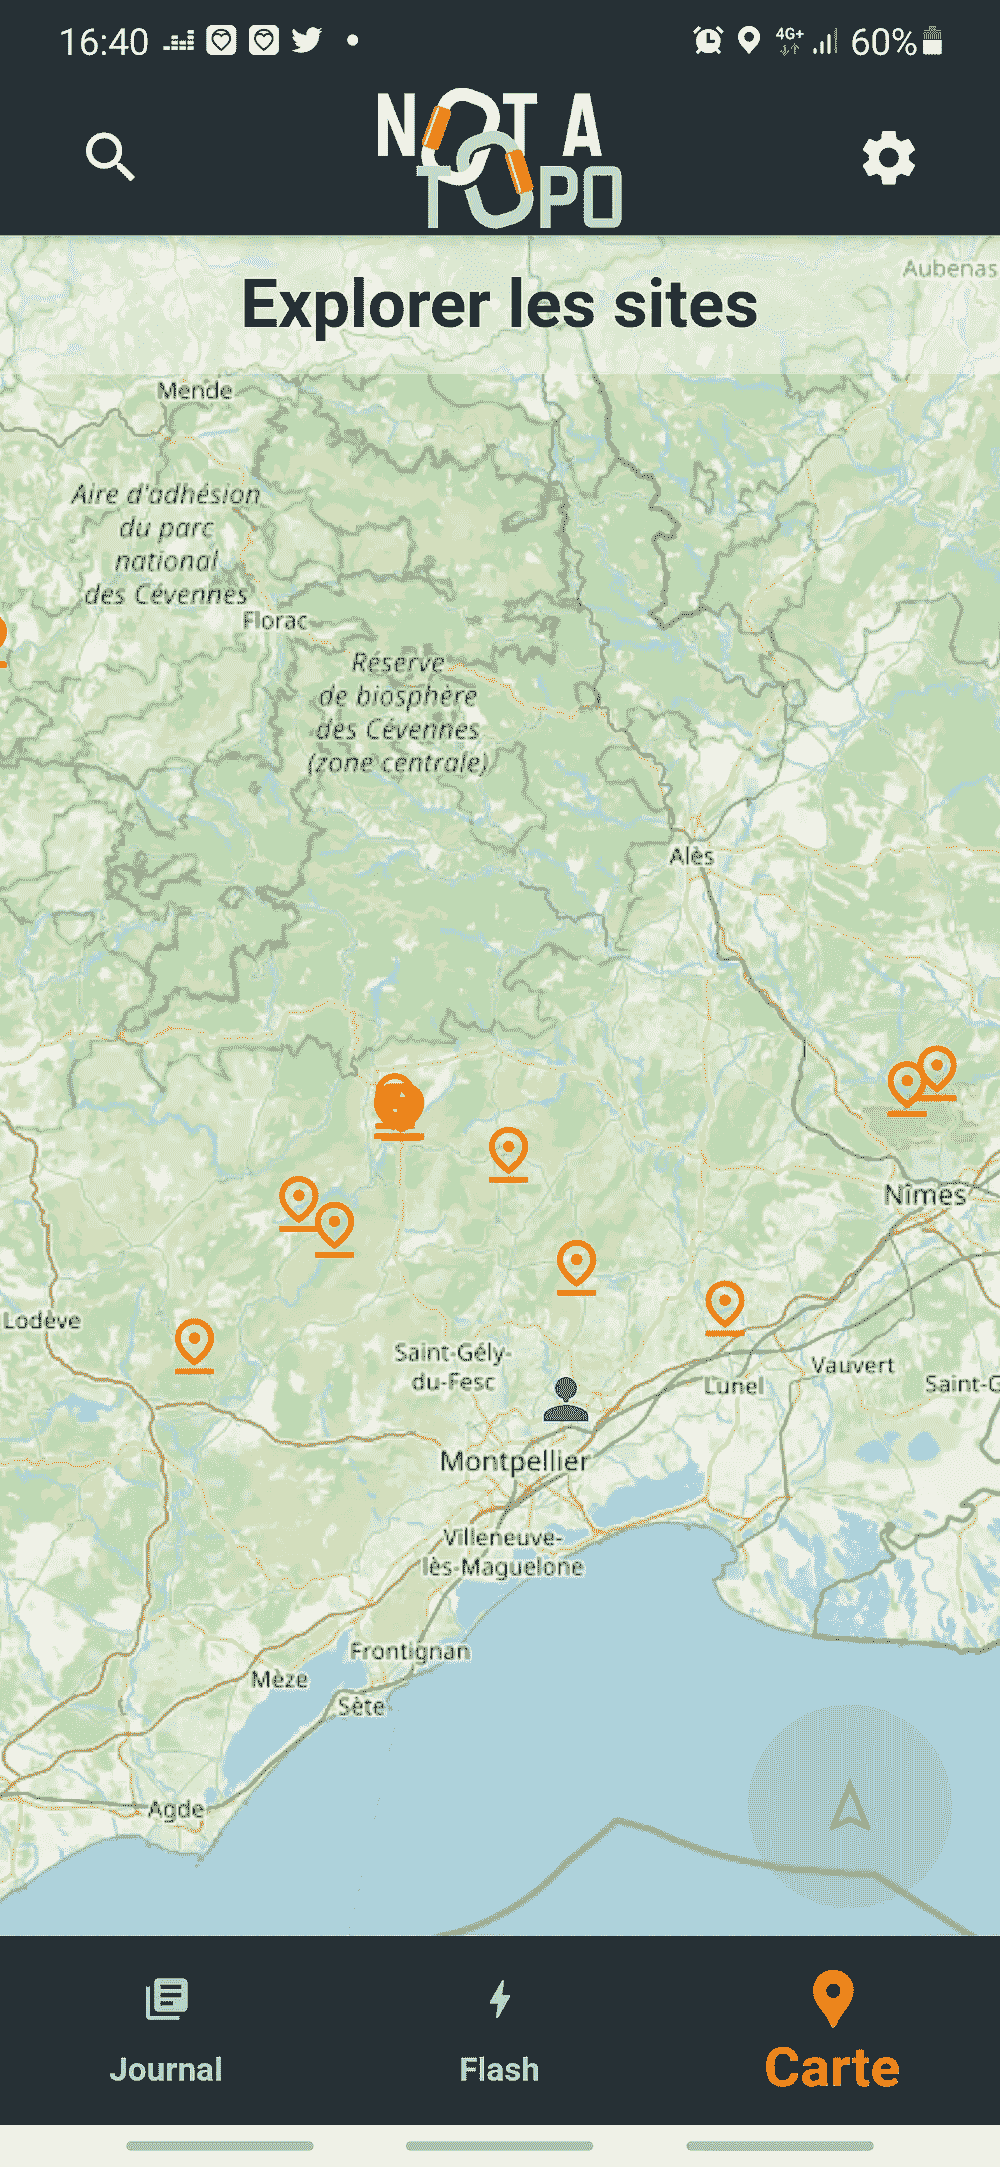 16:40
4G+
60%
NOT A
TOPO
Explorer les sites
Aubenas
Mende
Aire d'adhésion
du parc
national
des Cévennes
Florac
Réserve
de biosphère
des Cévennes
(zone centrale)
Alès
Nîmes
Lodève
Saint-Gély-
du-Fesc
Vauvert
Lunel
Saint-G
Montpellier
Villeneuve-
lès-Maguelone
Frontignan
Mèze
Sète
Agde
Journal
Flash
Carte